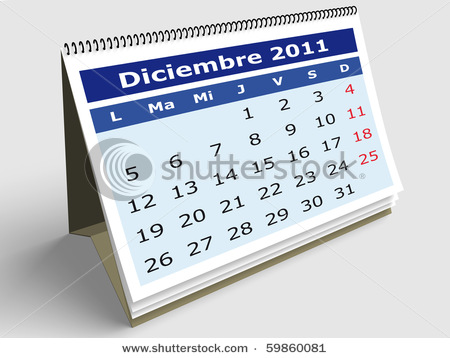 Diciembre 2011
L Ma Mi J V S D
1 2 3 4
5 6 7 8 9 10 11
12 13 14 15 16 17 18
19 20 21 22 23 24 25
26 27 28 29 30 31
shutterstock
www.shutterstock.com · 59860081